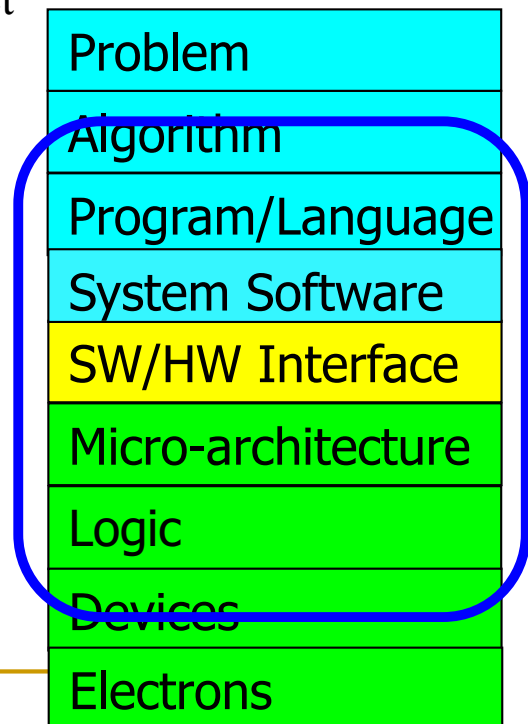 t
Problem
Algorithm
Program/Language
System Software
SW/HW Interface
Micro-architecture
Logic
Devices
Electrons